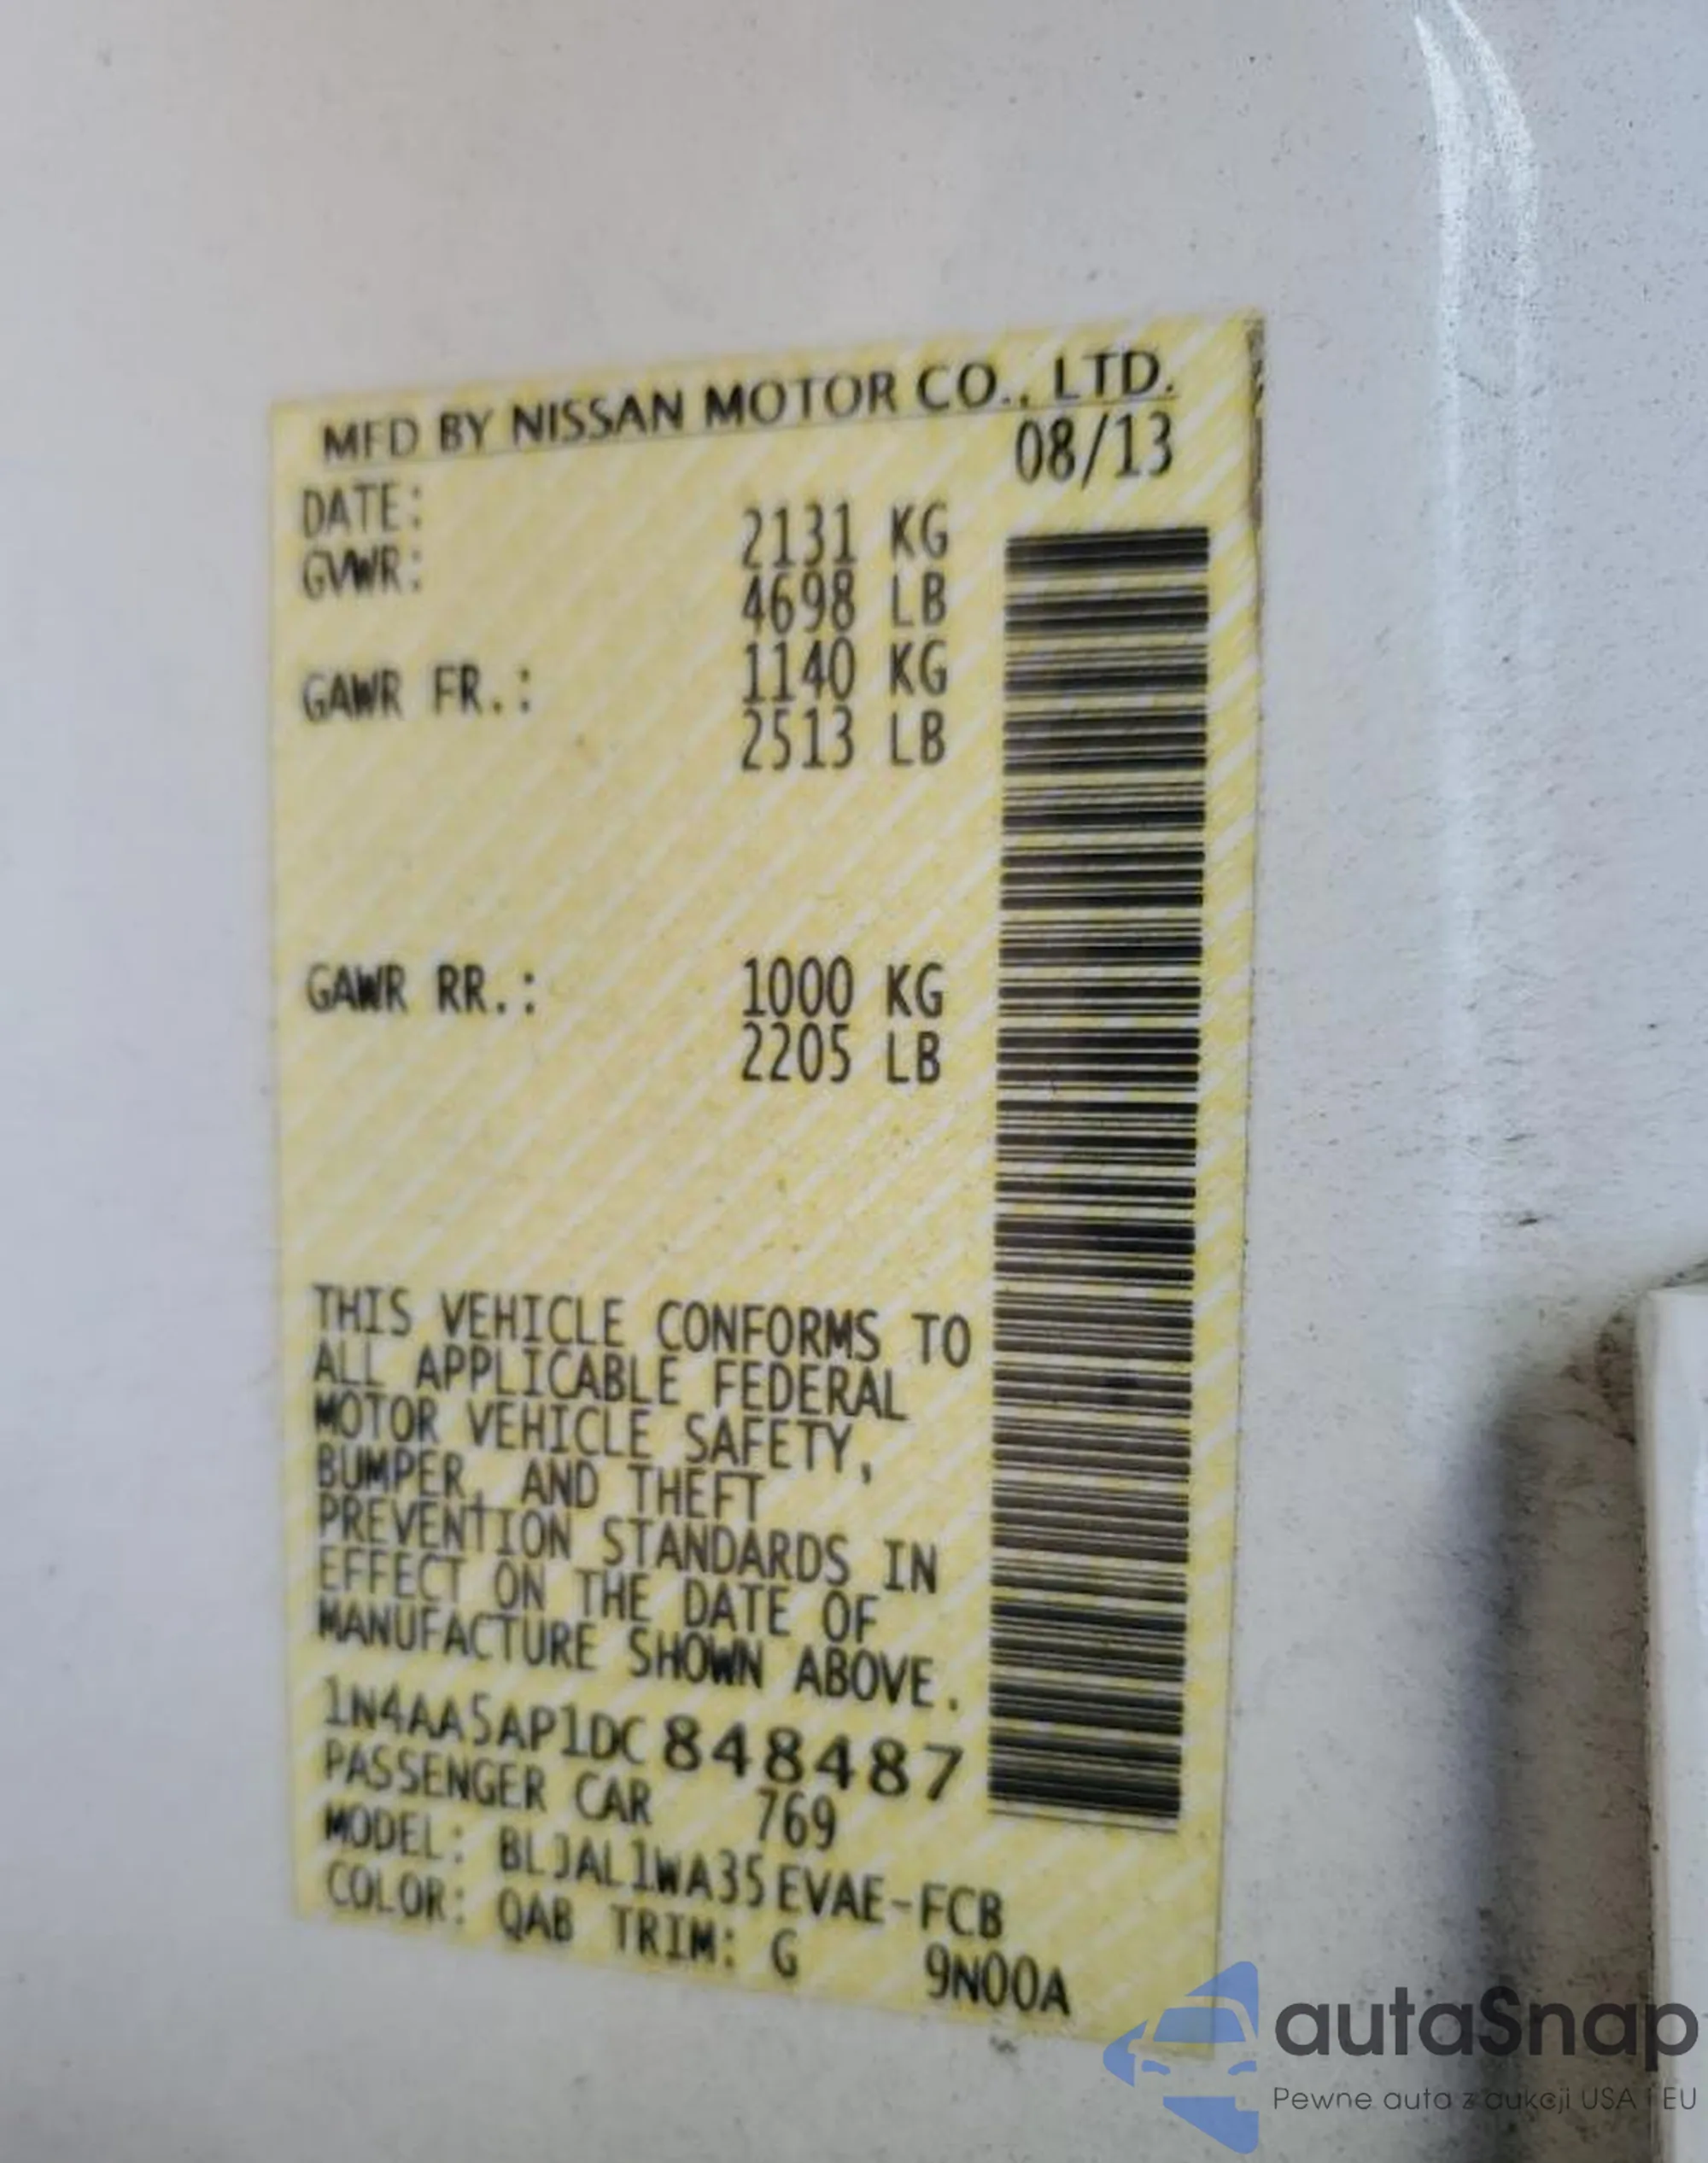 MFD BY NISSAN MOTOR CO., LTD.
DATE: 08/13
GVWR: 2131 KG
4698 LB
GAWR FR.: 1140 KG
2513 LB
GAWR RR.: 1000 KG
2205 LB
THIS VEHICLE CONFORMS TO
ALL APPLICABLE FEDERAL
MOTOR VEHICLE SAFETY,
BUMPER, AND THEFT
PREVENTION STANDARDS IN
EFFECT ON THE DATE OF
MANUFACTURE SHOWN ABOVE.
1N4AA5AP1DC848487
PASSENGER CAR 769
MODEL: BLJAL1WA35EVAE-FCB
COLOR: QAB TRIM: G 9N00A
autaSnap
Pewne auta z aukcji USA i EU